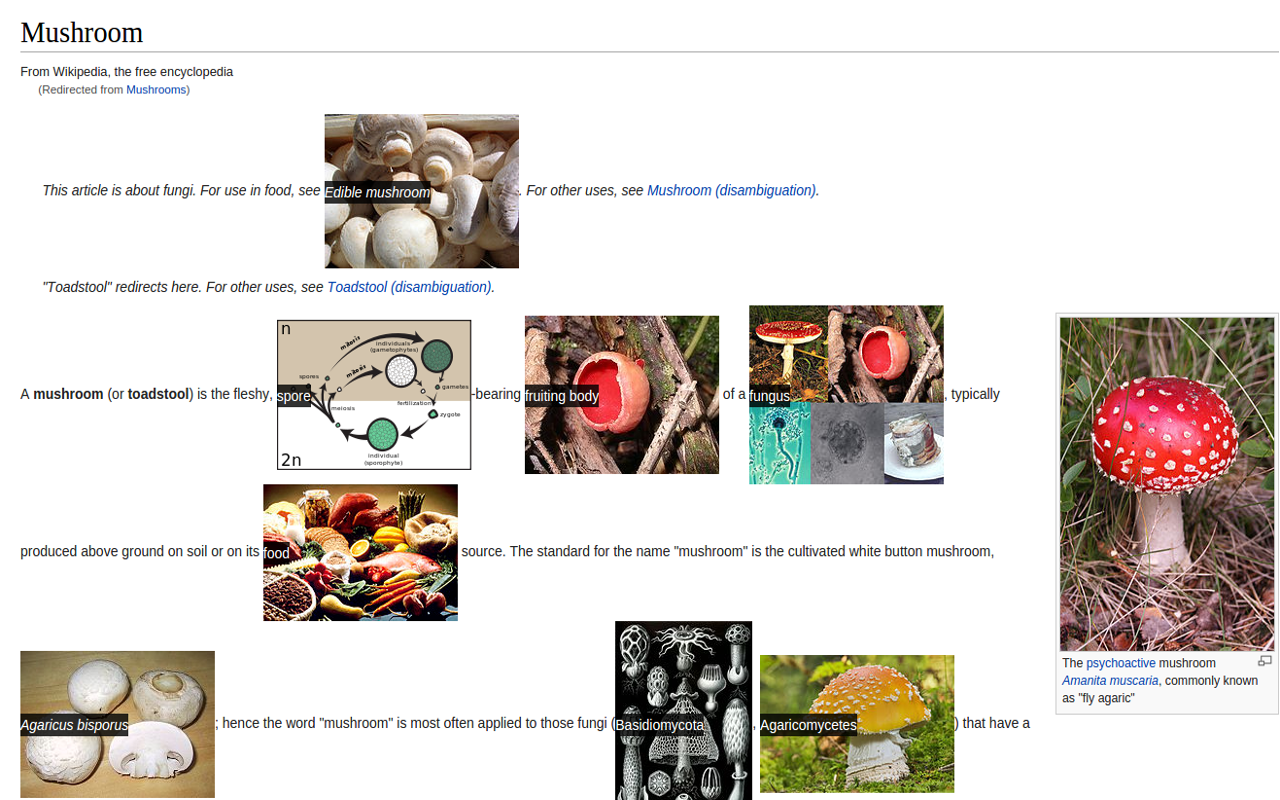 Mushroom
From Wikipedia, the free encyclopedia
(Redirected from Mushrooms)
This article is about fungi. For use in food, see Edible mushroom. For other uses, see Mushroom (disambiguation).
"Toadstool" redirects here. For other uses, see Toadstool (disambiguation).
n
individuals
(gametophytes)
mitosis
mitosis
spores
gametes
A mushroom (or toadstool) is the fleshy, spore-bearing fruiting body of a fungus, typically
fertilization
meiosis
zygote
individual
(sporophyte)
2n
produced above ground on soil or on its food source. The standard for the name "mushroom" is the cultivated white button mushroom,
The psychoactive mushroom
Amanita muscaria, commonly known
as "fly agaric"
Agaricus bisporus; hence the word "mushroom" is most often applied to those fungi (Basidiomycota, Agaricomycetes) that have a